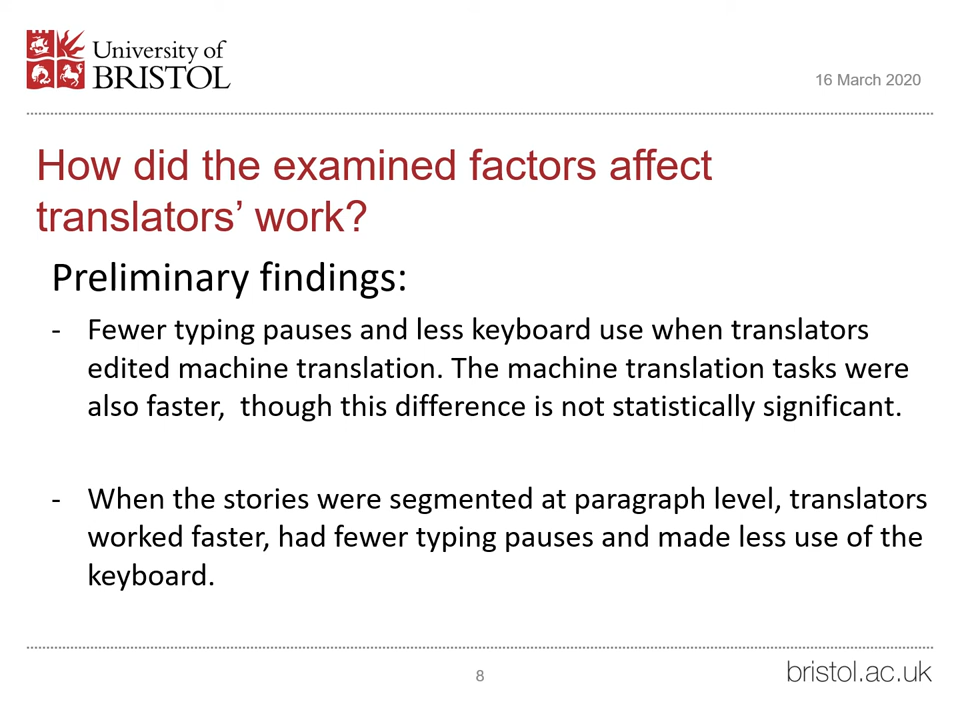 University of
BRISTOL
16 March 2020
How did the examined factors affect
translators’ work?
Preliminary findings:
- Fewer typing pauses and less keyboard use when translators
edited machine translation. The machine translation tasks were
also faster,  though this difference is not statistically significant.
- When the stories were segmented at paragraph level, translators
worked faster, had fewer typing pauses and made less use of the
keyboard.
8
bristol.ac.uk